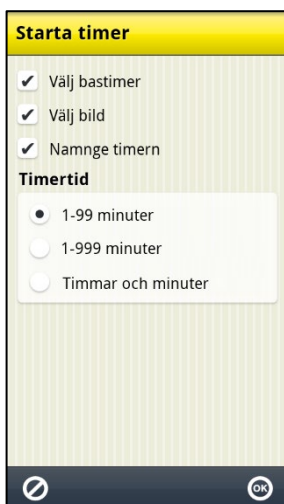 Starta timer
Välj bastimer
Välj bild
Namnge timern
Timertid
1-99 minuter
1-999 minuter
Timmar och minuter
OK